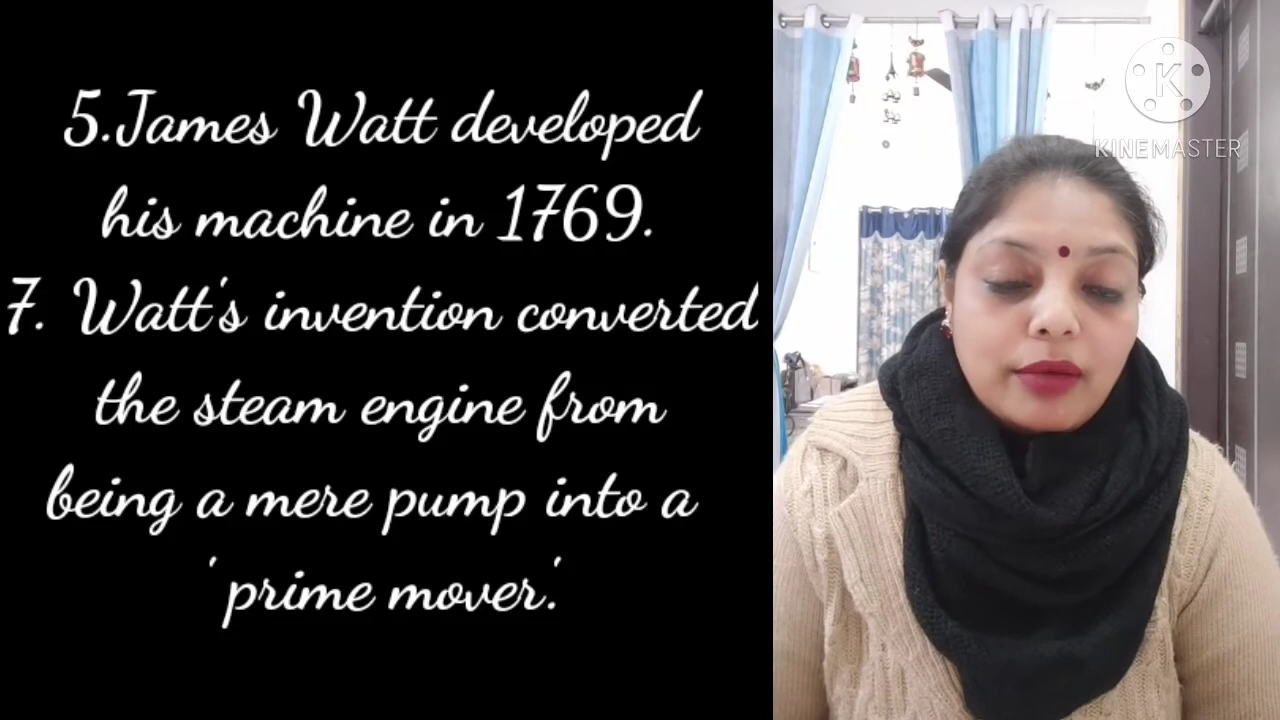 5.James Watt developed
his machine in 1769.
7. Watt's invention converted
the steam engine from
being a mere pump into a
' prime mover.'
K
KINEMASTER